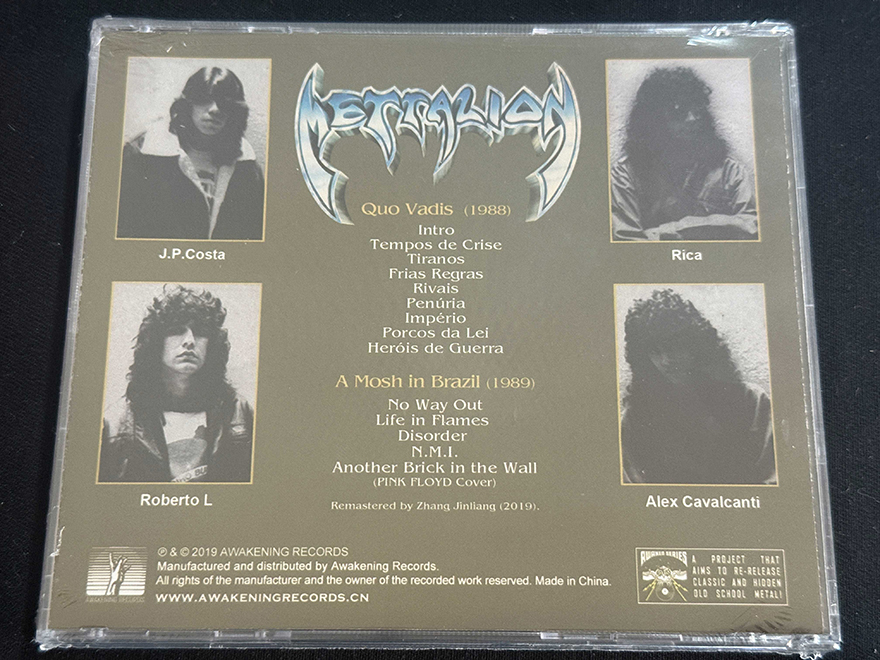 METTALION
Quo Vadis (1988)
Intro
Tempos de Crise
Tiranos
Frias Regras
Rivais
Penúria
Império
Porcos da Lei
Heróis de Guerra
A Mosh in Brazil (1989)
No Way Out
Life in Flames
Disorder
N.M.I.
Another Brick in the Wall
(PINK FLOYD Cover)
Remastered by Zhang Jinliang (2019).
J.P.Costa
Rica
Roberto L
Alex Cavalcanti
℗ & © 2019 AWAKENING RECORDS
Manufactured and distributed by Awakening Records.
All rights of the manufacturer and the owner of the recorded work reserved. Made in China.
WWW.AWAKENINGRECORDS.CN
AWAKENING RECORDS
A PROJECT THAT
AIMS TO RE-RELEASE
CLASSIC AND HIDDEN
OLD SCHOOL METAL!